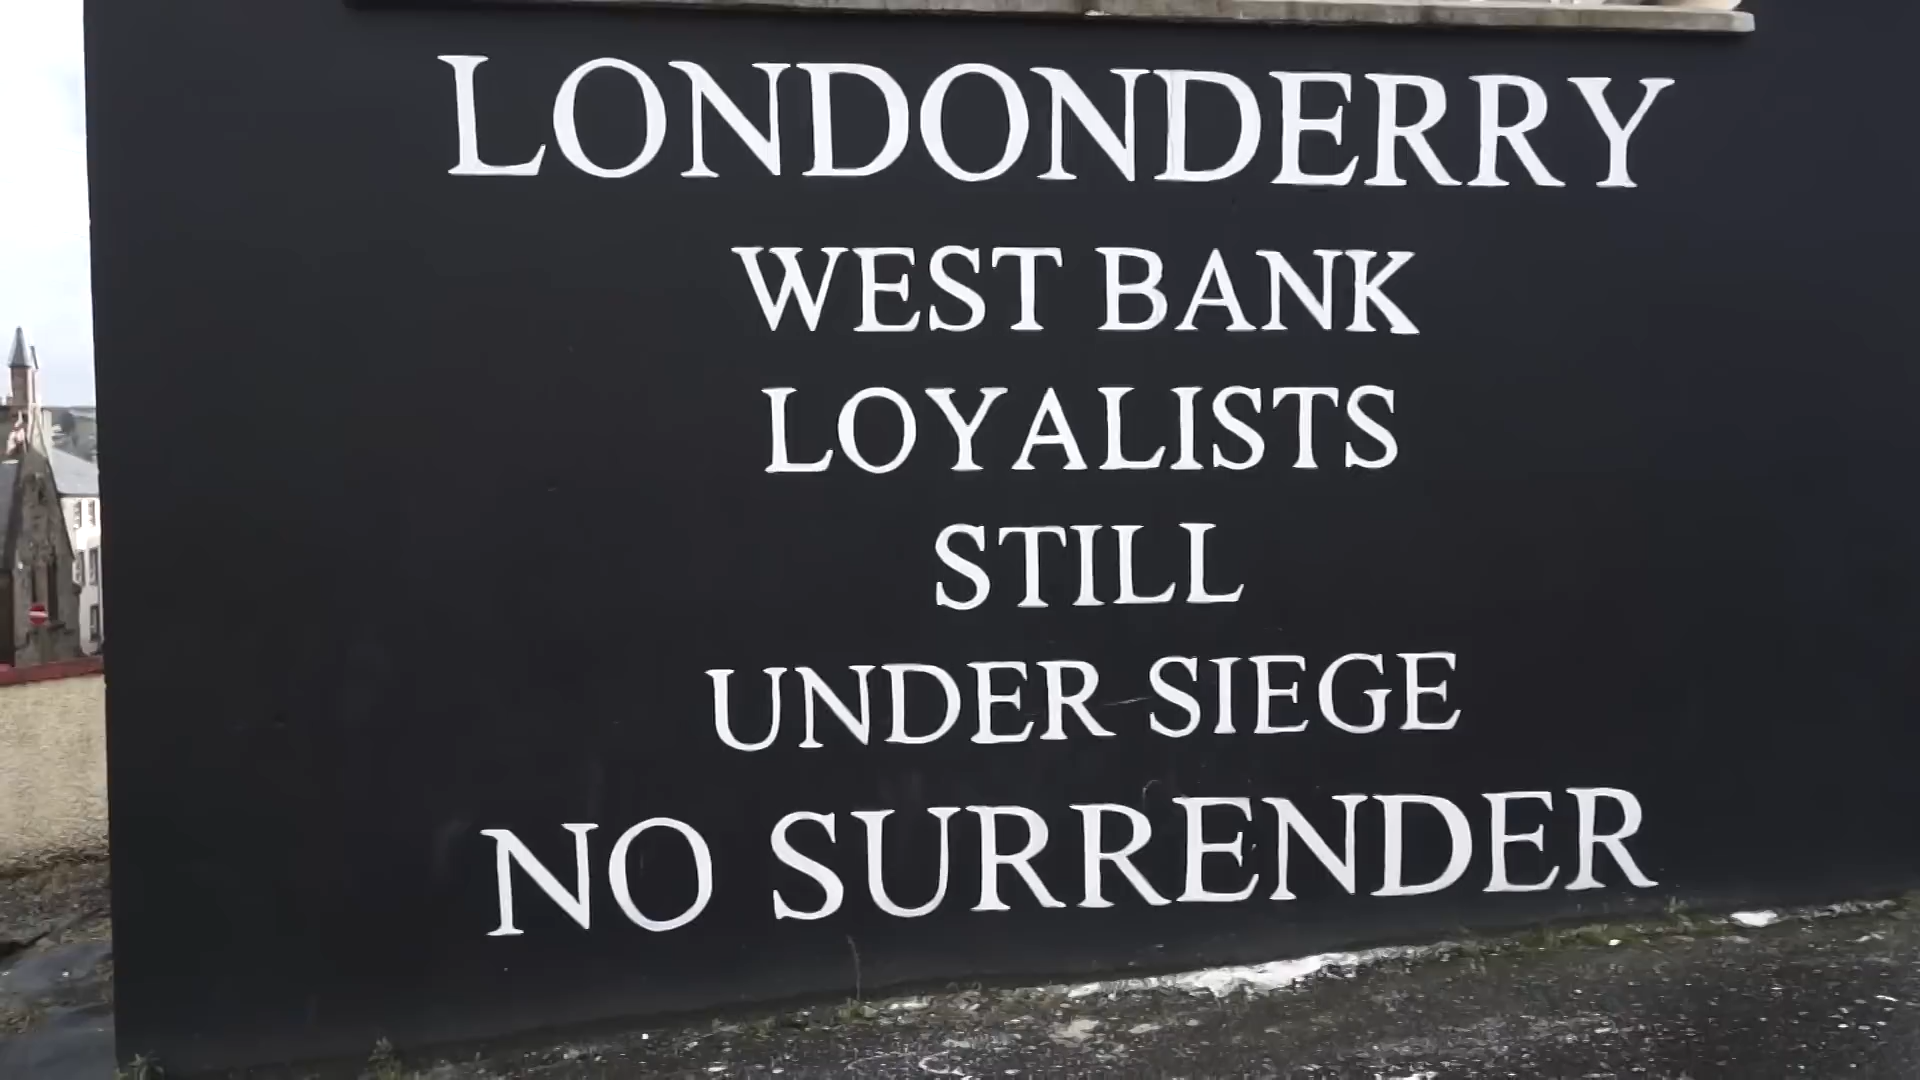 LONDONDERRY
WEST BANK
LOYALISTS
STILL
UNDER SIEGE
NO SURRENDER